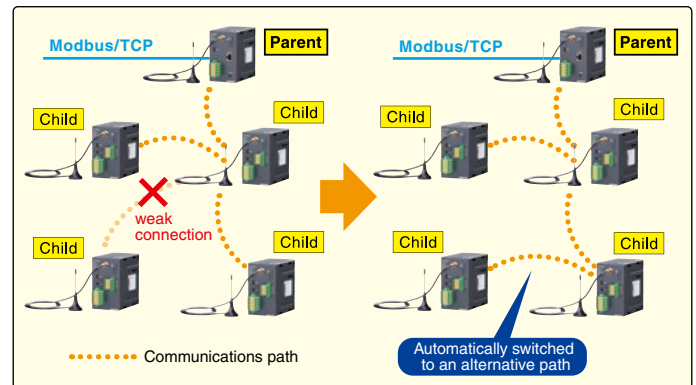 Modbus/TCP
Parent
Child
Child
weak
connection
Child
Child
Communications path
Modbus/TCP
Parent
Child
Child
Child
Child
Automatically switched
to an alternative path